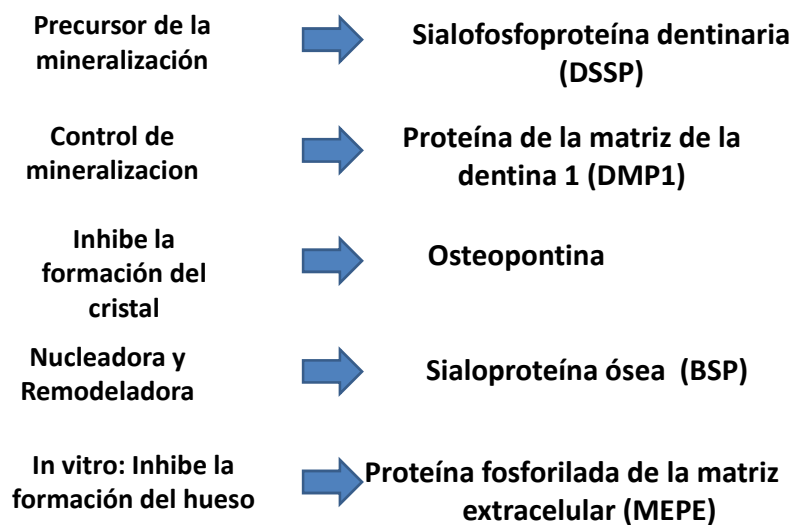 Precursor de la
mineralización
Sialofosfoproteína dentinaria
(DSSP)
Control de
mineralizacion
Proteína de la matriz de la
dentina 1 (DMP1)
Inhibe la
formación del
cristal
Osteopontina
Nucleadora y
Remodeladora
Sialoproteína ósea (BSP)
In vitro: Inhibe la
formación del hueso
Proteína fosforilada de la matriz
extracelular (MEPE)